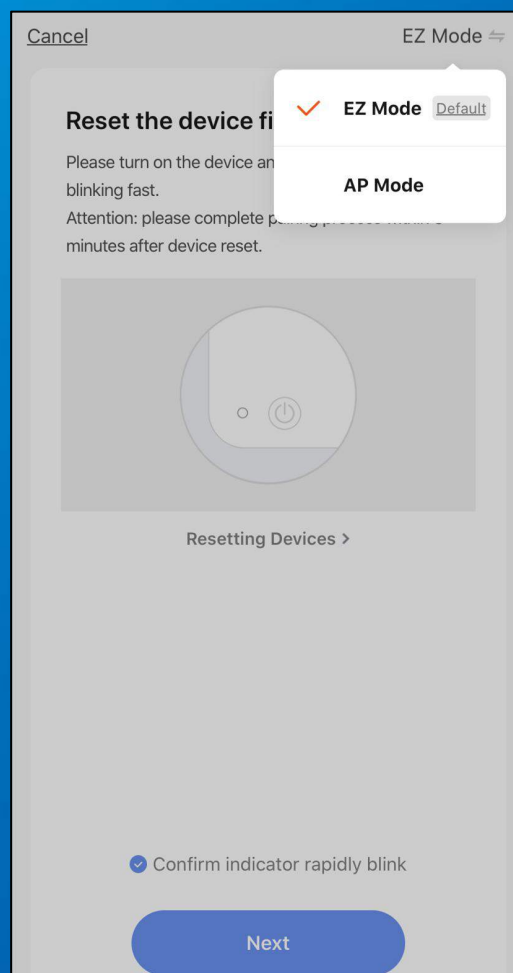 Cancel
EZ Mode
EZ Mode Default
AP Mode
Reset the device fi
Please turn on the device an
blinking fast.
Attention: please complete
minutes after device reset.
Resetting Devices >
Confirm indicator rapidly blink
Next